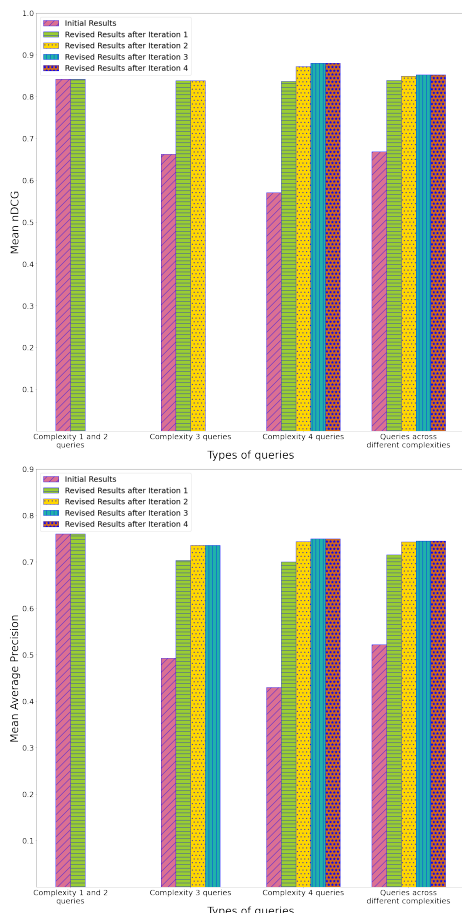 1.0
0.9
0.8
0.7
0.6
0.5
0.4
0.3
0.2
0.1
Mean nDCG
Initial Results
Revised Results after Iteration 1
Revised Results after Iteration 2
Revised Results after Iteration 3
Revised Results after Iteration 4
Complexity 1 and 2
queries
Complexity 3 queries
Complexity 4 queries
Queries across
different complexities
Types of queries
0.9
0.8
0.7
0.6
0.5
0.4
0.3
0.2
0.1
Mean Average Precision
Initial Results
Revised Results after Iteration 1
Revised Results after Iteration 2
Revised Results after Iteration 3
Revised Results after Iteration 4
Complexity 1 and 2
queries
Complexity 3 queries
Complexity 4 queries
Queries across
different complexities
Types of queries